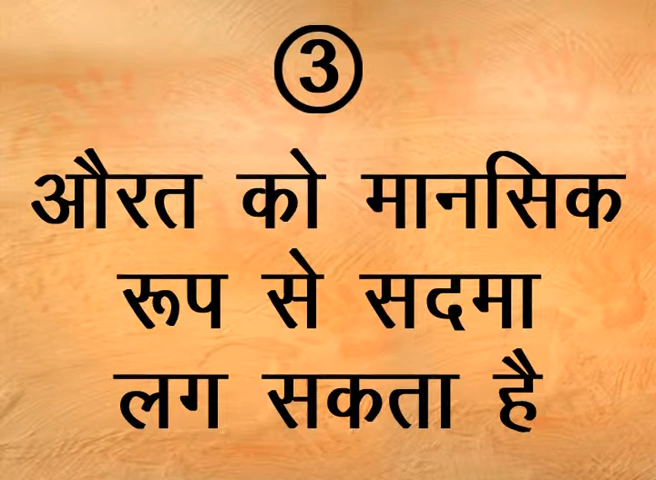 ③
औरत को मानसिक
रूप से सदमा
लग सकता है